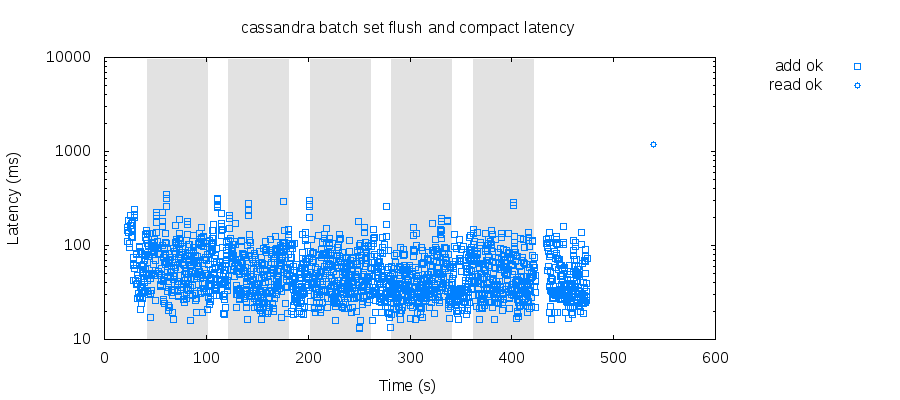 cassandra batch set flush and compact latency
10000
1000
100
10
Latency (ms)
0 100 200 300 400 500 600
Time (s)
add ok
read ok